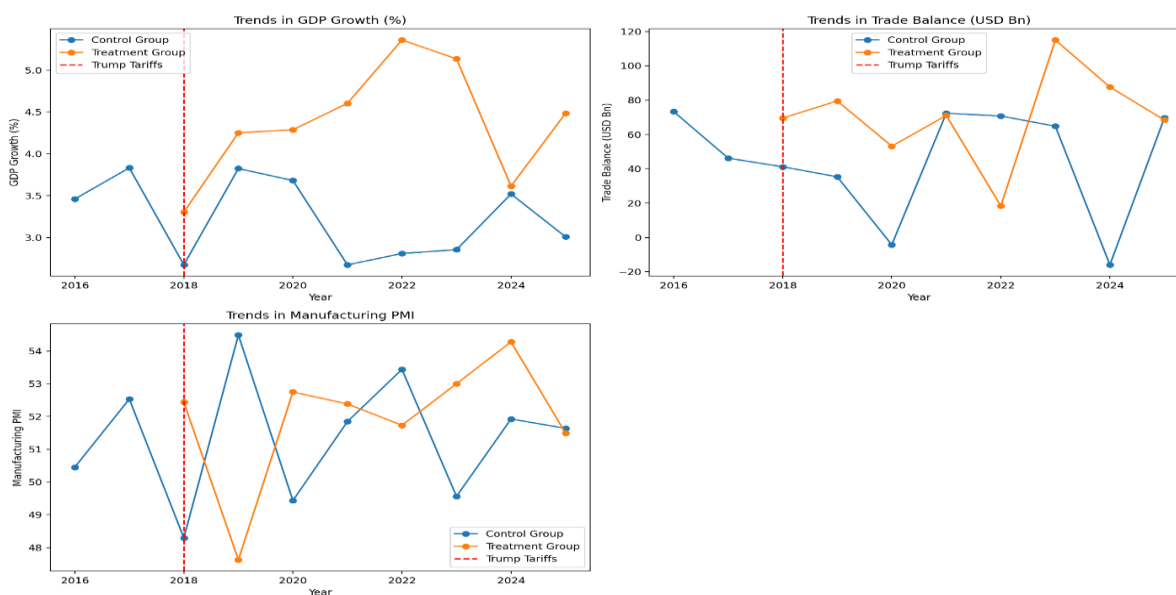 Trends in GDP Growth (%)
Control Group
Treatment Group
Trump Tariffs
GDP Growth (%)
5.0
4.5
4.0
3.5
3.0
2016
2018
2020
2022
2024
Year
Trends in Trade Balance (USD Bn)
Control Group
Treatment Group
Trump Tariffs
Trade Balance (USD Bn)
120
100
80
60
40
20
0
−20
2016
2018
2020
2022
2024
Year
Trends in Manufacturing PMI
Manufacturing PMI
54
53
52
51
50
49
48
Control Group
Treatment Group
Trump Tariffs
2016
2018
2020
2022
2024
Year